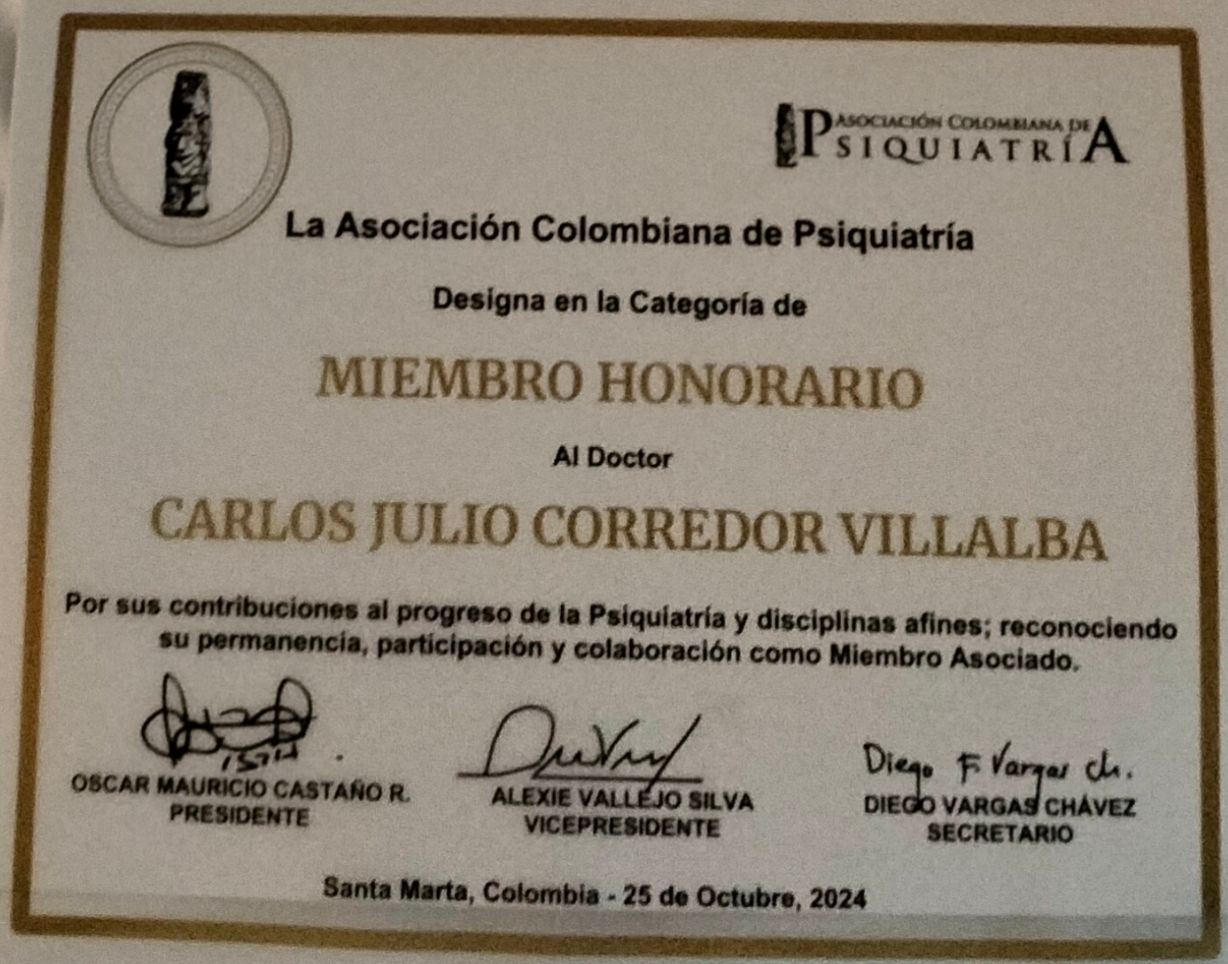 ASOCIACIÓN COLOMBIANA DE
PSIQUIATRÍA
La Asociación Colombiana de Psiquiatría
Designa en la Categoría de
MIEMBRO HONORARIO
Al Doctor
CARLOS JULIO CORREDOR VILLALBA
Por sus contribuciones al progreso de la Psiquiatría y disciplinas afines; reconociendo
su permanencia, participación y colaboración como Miembro Asociado.
Diego F. Vargas Ch.
OSCAR MAURICIO CASTAÑO R.
PRESIDENTE
ALEXIE VALLEJO SILVA
VICEPRESIDENTE
DIEGO VARGAS CHÁVEZ
SECRETARIO
Santa Marta, Colombia - 25 de Octubre, 2024